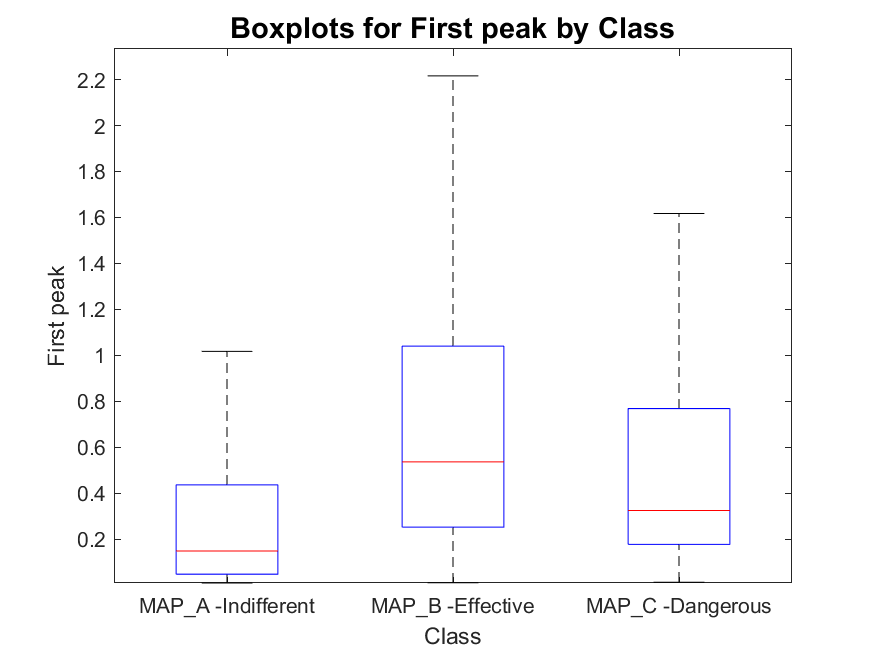 Boxplots for First peak by Class
2.2
2
1.8
1.6
1.4
1.2
1
0.8
0.6
0.4
0.2
First peak
MAP_A -Indifferent
MAP_B -Effective
MAP_C -Dangerous
Class